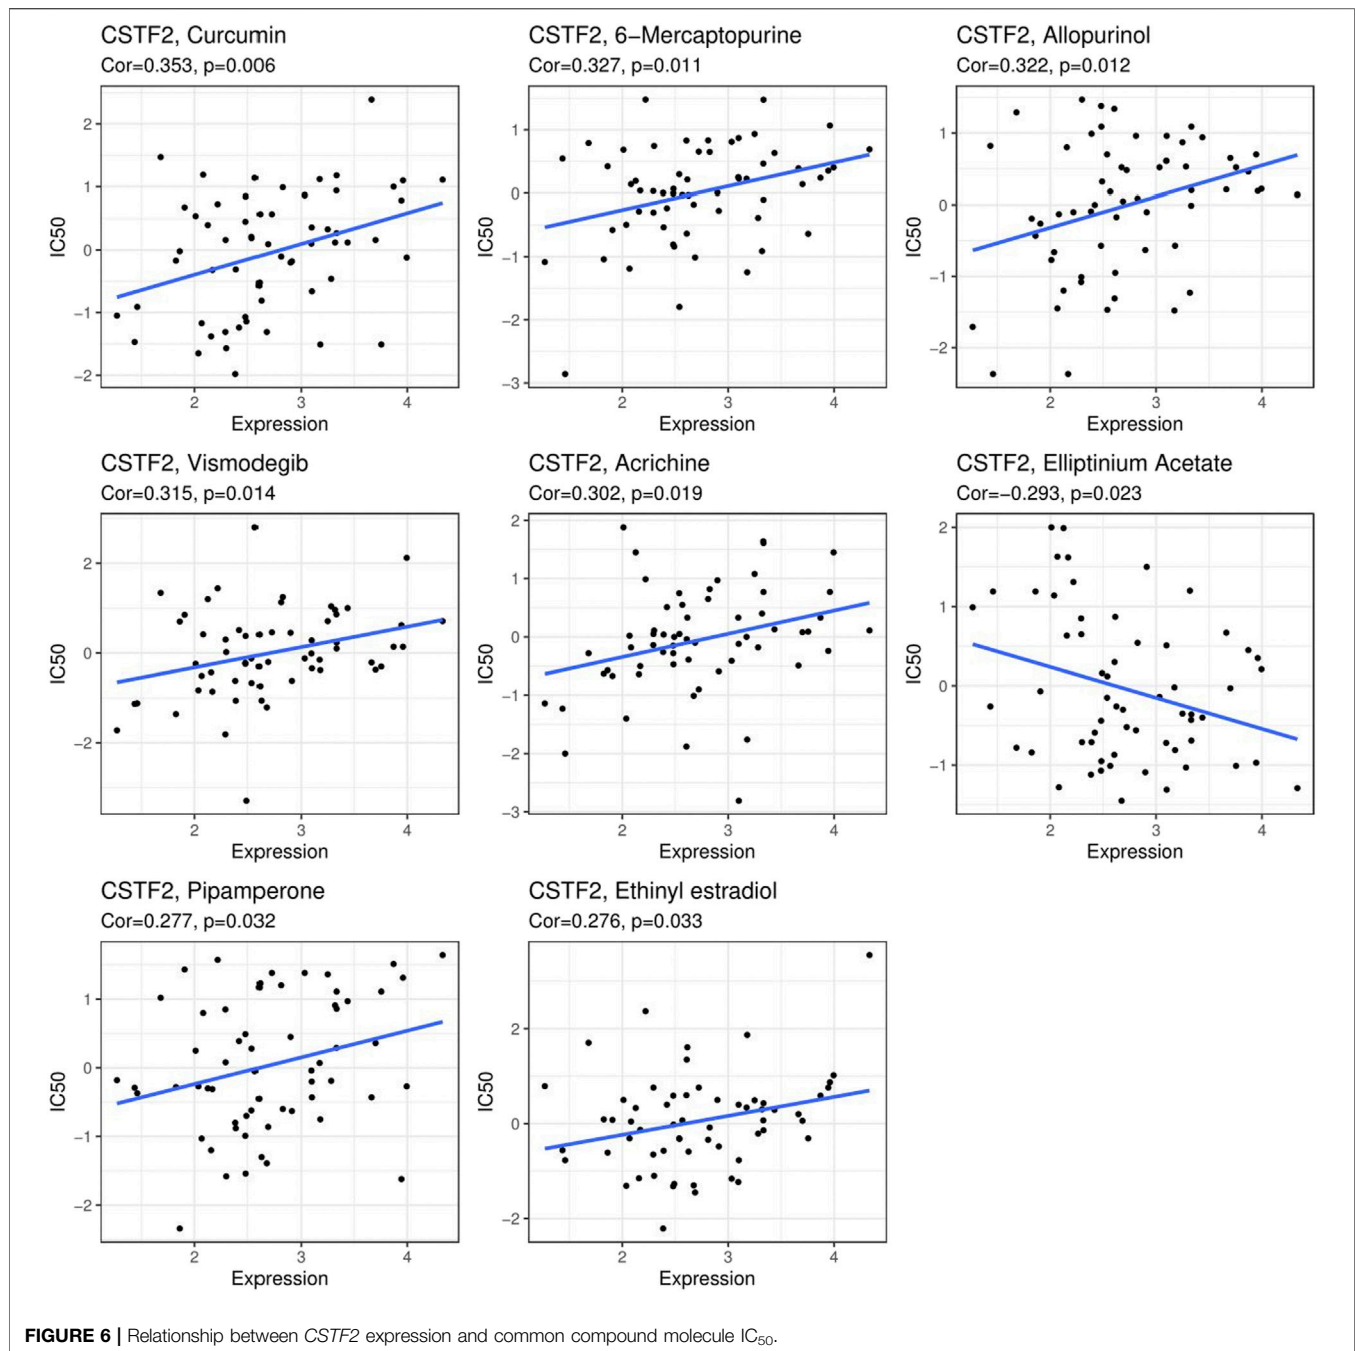 CSTF2, Curcumin
Cor=0.353, p=0.006
2
1
0
−1
−2
IC50
2 3 4
Expression
CSTF2, 6−Mercaptopurine
Cor=0.327, p=0.011
1
0
−1
−2
−3
IC50
2 3 4
Expression
CSTF2, Allopurinol
Cor=0.322, p=0.012
1
0
−1
−2
IC50
2 3 4
Expression
CSTF2, Vismodegib
Cor=0.315, p=0.014
2
0
−2
IC50
2 3 4
Expression
CSTF2, Acrichine
Cor=0.302, p=0.019
2
1
0
−1
−2
−3
IC50
2 3 4
Expression
CSTF2, Elliptinium Acetate
Cor=−0.293, p=0.023
2
1
0
−1
IC50
2 3 4
Expression
CSTF2, Pipamperone
Cor=0.277, p=0.032
1
0
−1
−2
IC50
2 3 4
Expression
CSTF2, Ethinyl estradiol
Cor=0.276, p=0.033
2
0
−2
IC50
2 3 4
Expression
FIGURE 6 | Relationship between CSTF2 expression and common compound molecule IC₅₀.